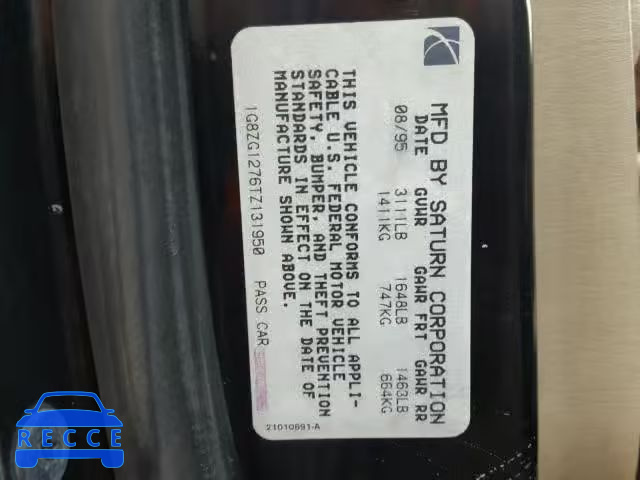 MFD BY SATURN CORPORATION
DATE GVWR GAWR FRT GAWR RR
08/95 3111LB 1648LB 1463LB
1411KG 747KG 664KG
THIS VEHICLE CONFORMS TO ALL APPLI-
CABLE U.S. FEDERAL MOTOR VEHICLE
SAFETY, BUMPER, AND THEFT PREVENTION
STANDARDS IN EFFECT ON THE DATE OF
MANUFACTURE SHOWN ABOVE.
1G8ZG1276TZ131950 PASS CAR
21010691-A
RECCE